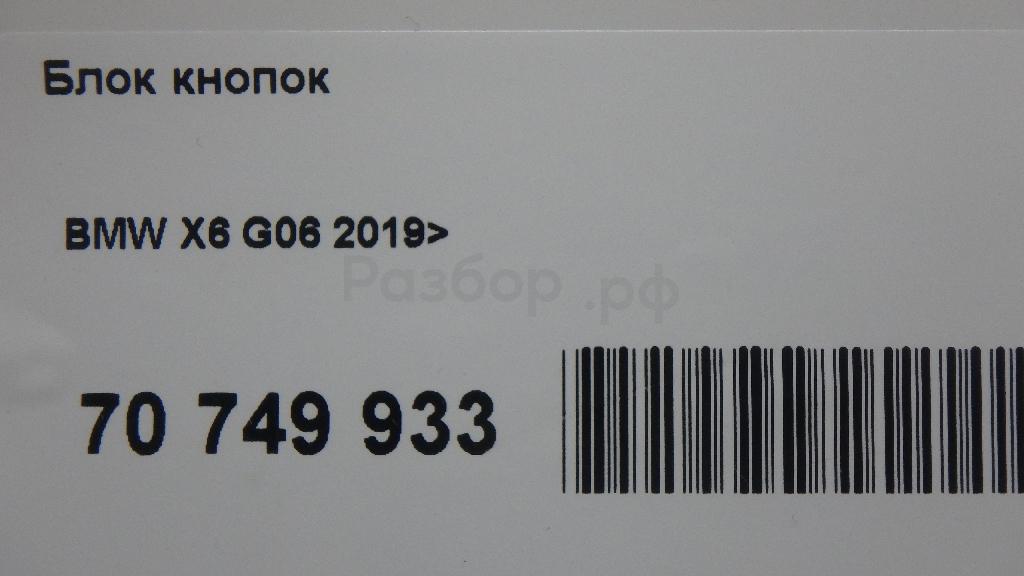 Блок кнопок
BMW X6 G06 2019>
Разбор.рф
70 749 933